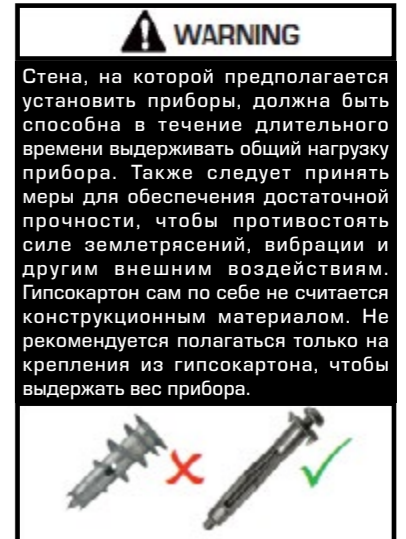 WARNING
Стена, на которой предполагается
установить приборы, должна быть
способна в течение длительного
времени выдерживать общий нагрузку
прибора. Также следует принять
меры для обеспечения достаточной
прочности, чтобы противостоять
силе землетрясений, вибрации и
другим внешним воздействиям.
Гипсокартон сам по себе не считается
конструкционным материалом. Не
рекомендуется полагаться только на
крепления из гипсокартона, чтобы
выдержать вес прибора.